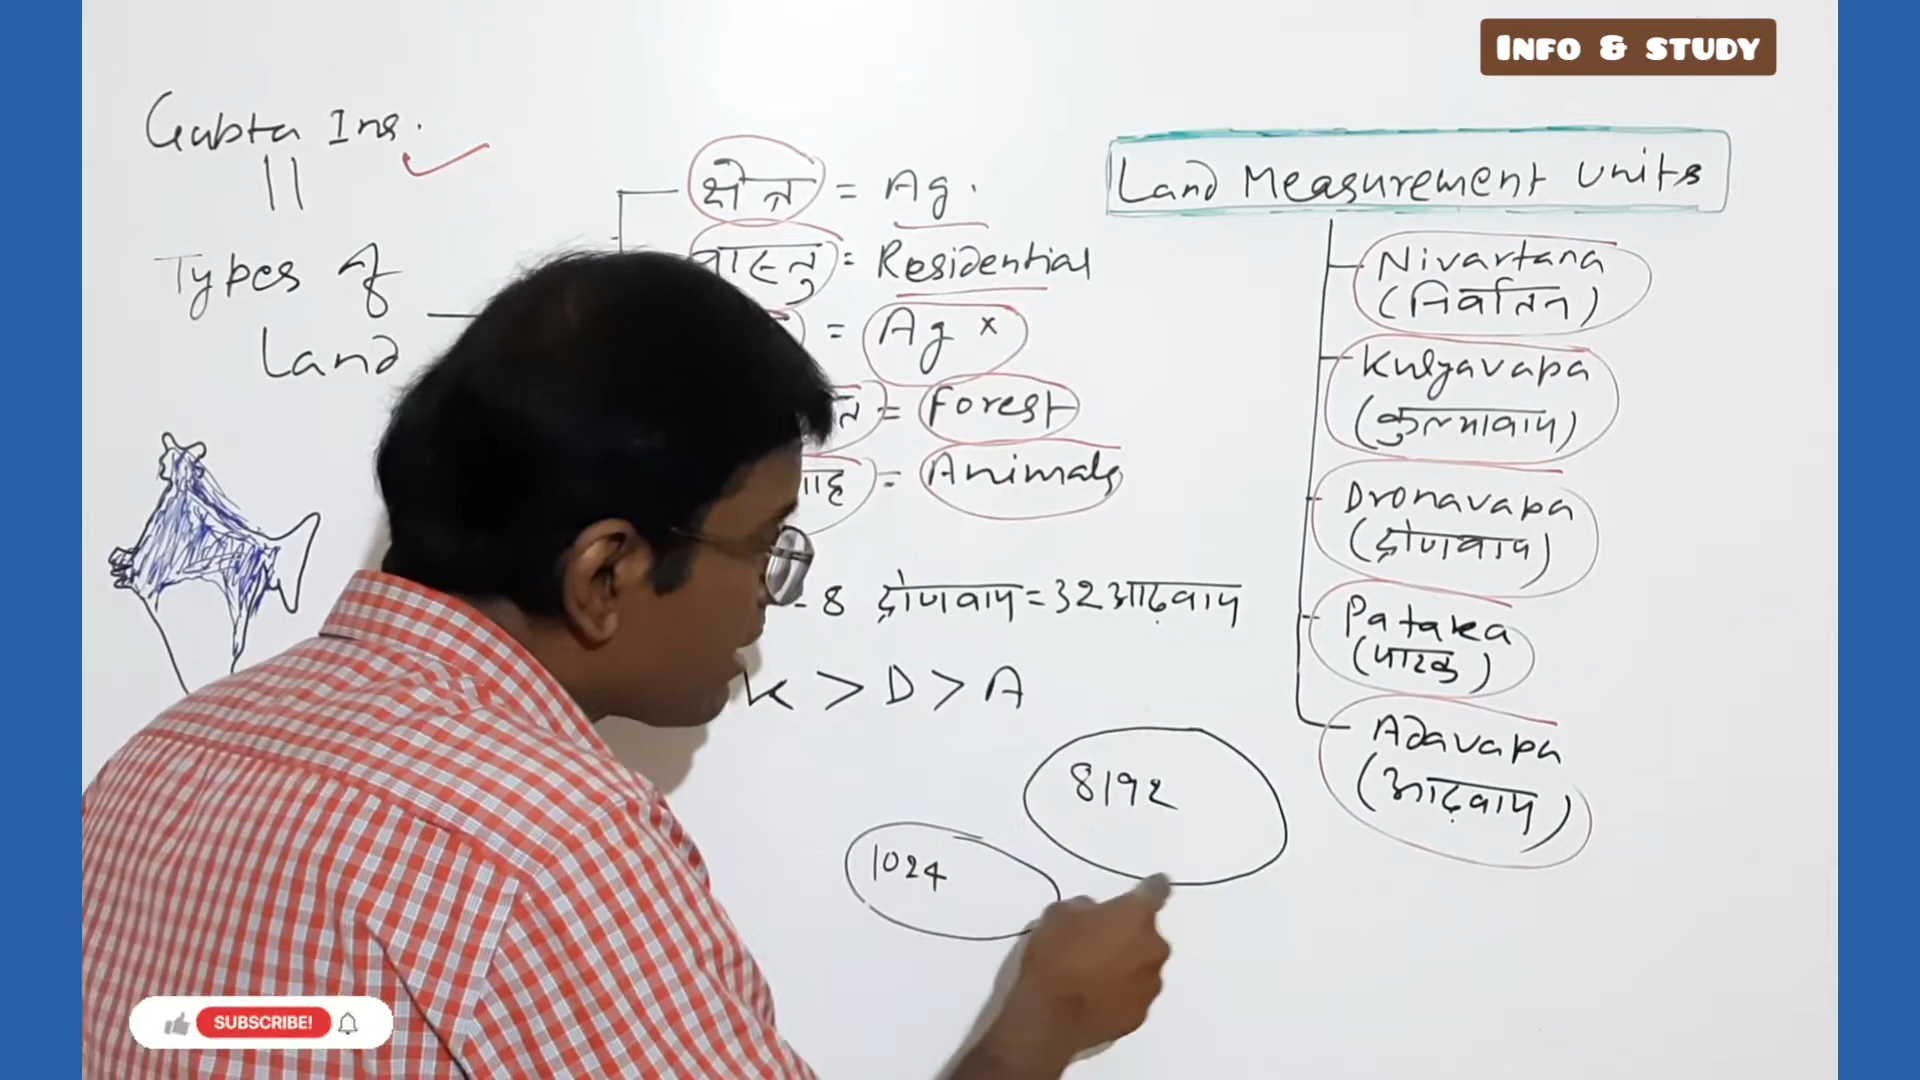 INFO & STUDY
Gupta Ins.
Types of
Land
क्षेत्र = Ag.
वास्तु = Residential
= Ag ×
= Forest
= Animals
= 8 द्रोणवाप = 32 आढ़वाप
K > D > A
8192
1024
Land Measurement Units
Nivartana
(निवर्तन)
Kulyavapa
(कुल्यावाप)
Dronavapa
(द्रोणवाप)
Pataka
(पाटक)
Adavapa
(आढ़वाप)
SUBSCRIBE!